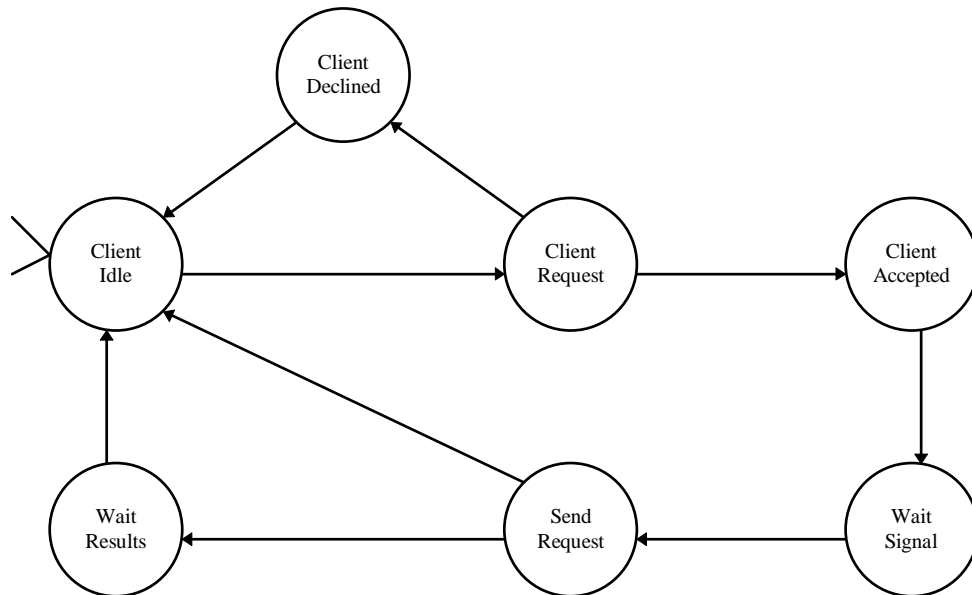 Client
Declined
Client
Idle
Client
Request
Client
Accepted
Wait
Results
Send
Request
Wait
Signal